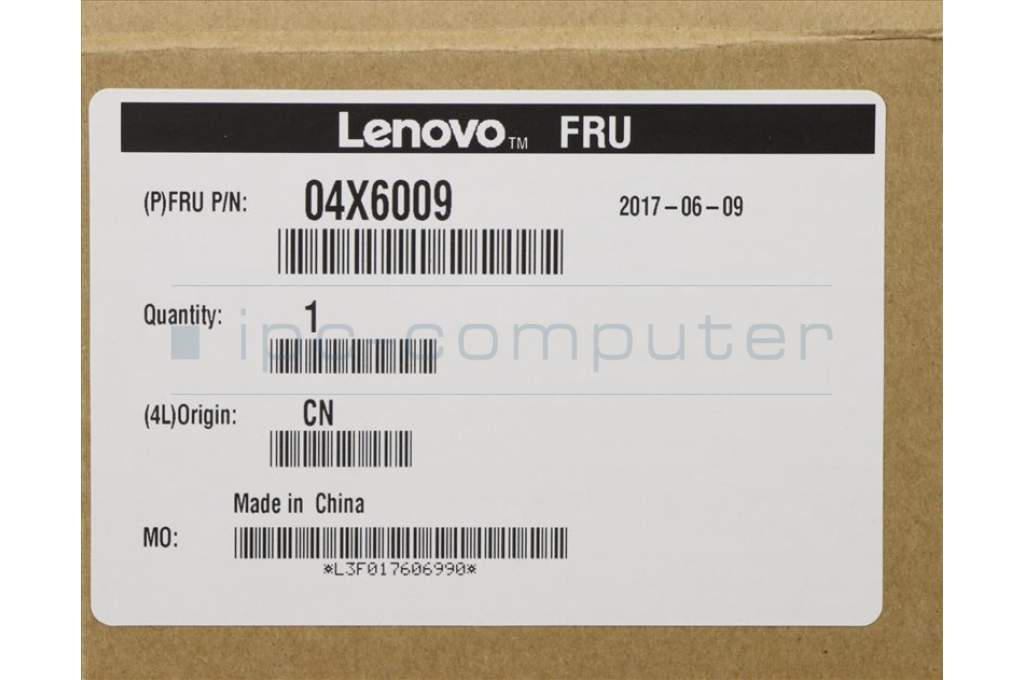 Lenovo™ FRU
(P)FRU P/N: 04X6009 2017-06-09
Quantity: 1
ipc-computer
(4L)Origin: CN
Made in China
MO:
*L3F017606990*